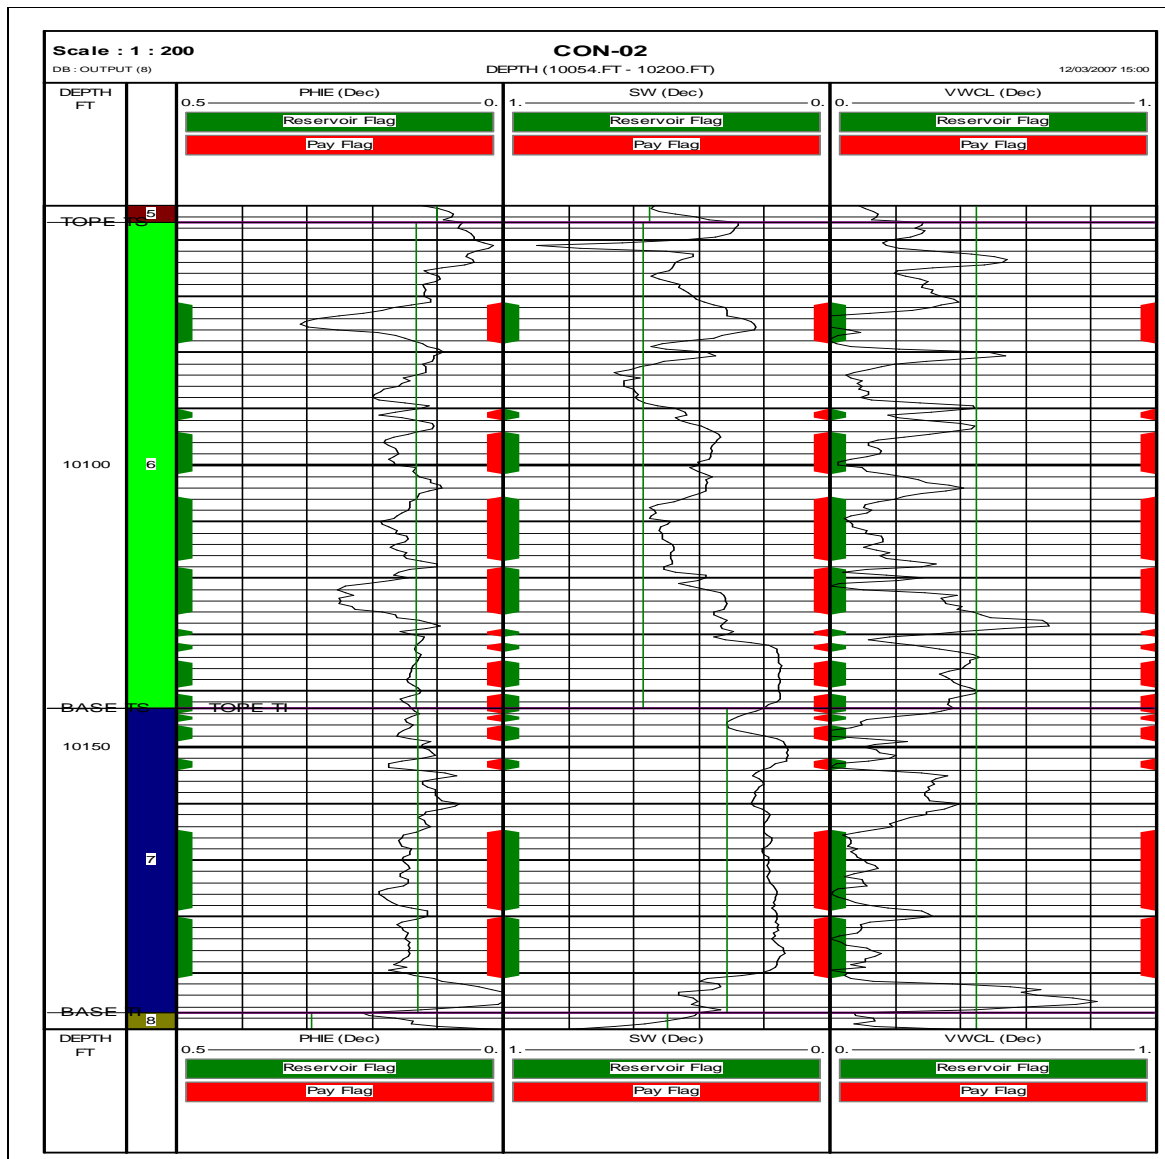 Scale : 1 : 200
CON-02
DB : OUTPUT (8)
DEPTH (10054.FT - 10200.FT)
12/03/2007 15:00
DEPTH
FT
PHIE (Dec)
0.5
0.
Reservoir Flag
Pay Flag
SW (Dec)
1.
0.
Reservoir Flag
Pay Flag
VWCL (Dec)
0.
1.
Reservoir Flag
Pay Flag
5
TOPE TS
10100
6
BASE TS
TOPE TI
10150
7
BASE TI
8
DEPTH
FT
PHIE (Dec)
0.5
0.
Reservoir Flag
Pay Flag
SW (Dec)
1.
0.
Reservoir Flag
Pay Flag
VWCL (Dec)
0.
1.
Reservoir Flag
Pay Flag